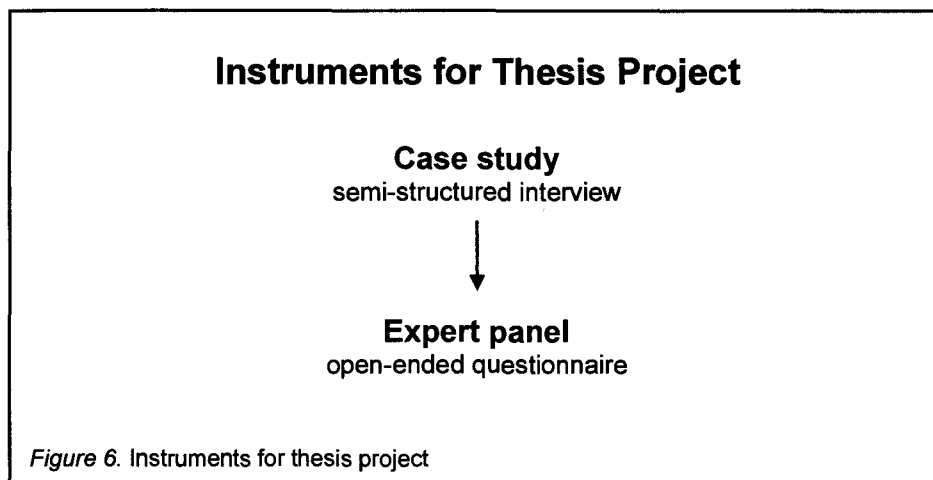 Instruments for Thesis Project
Case study
semi-structured interview
Expert panel
open-ended questionnaire
Figure 6. Instruments for thesis project